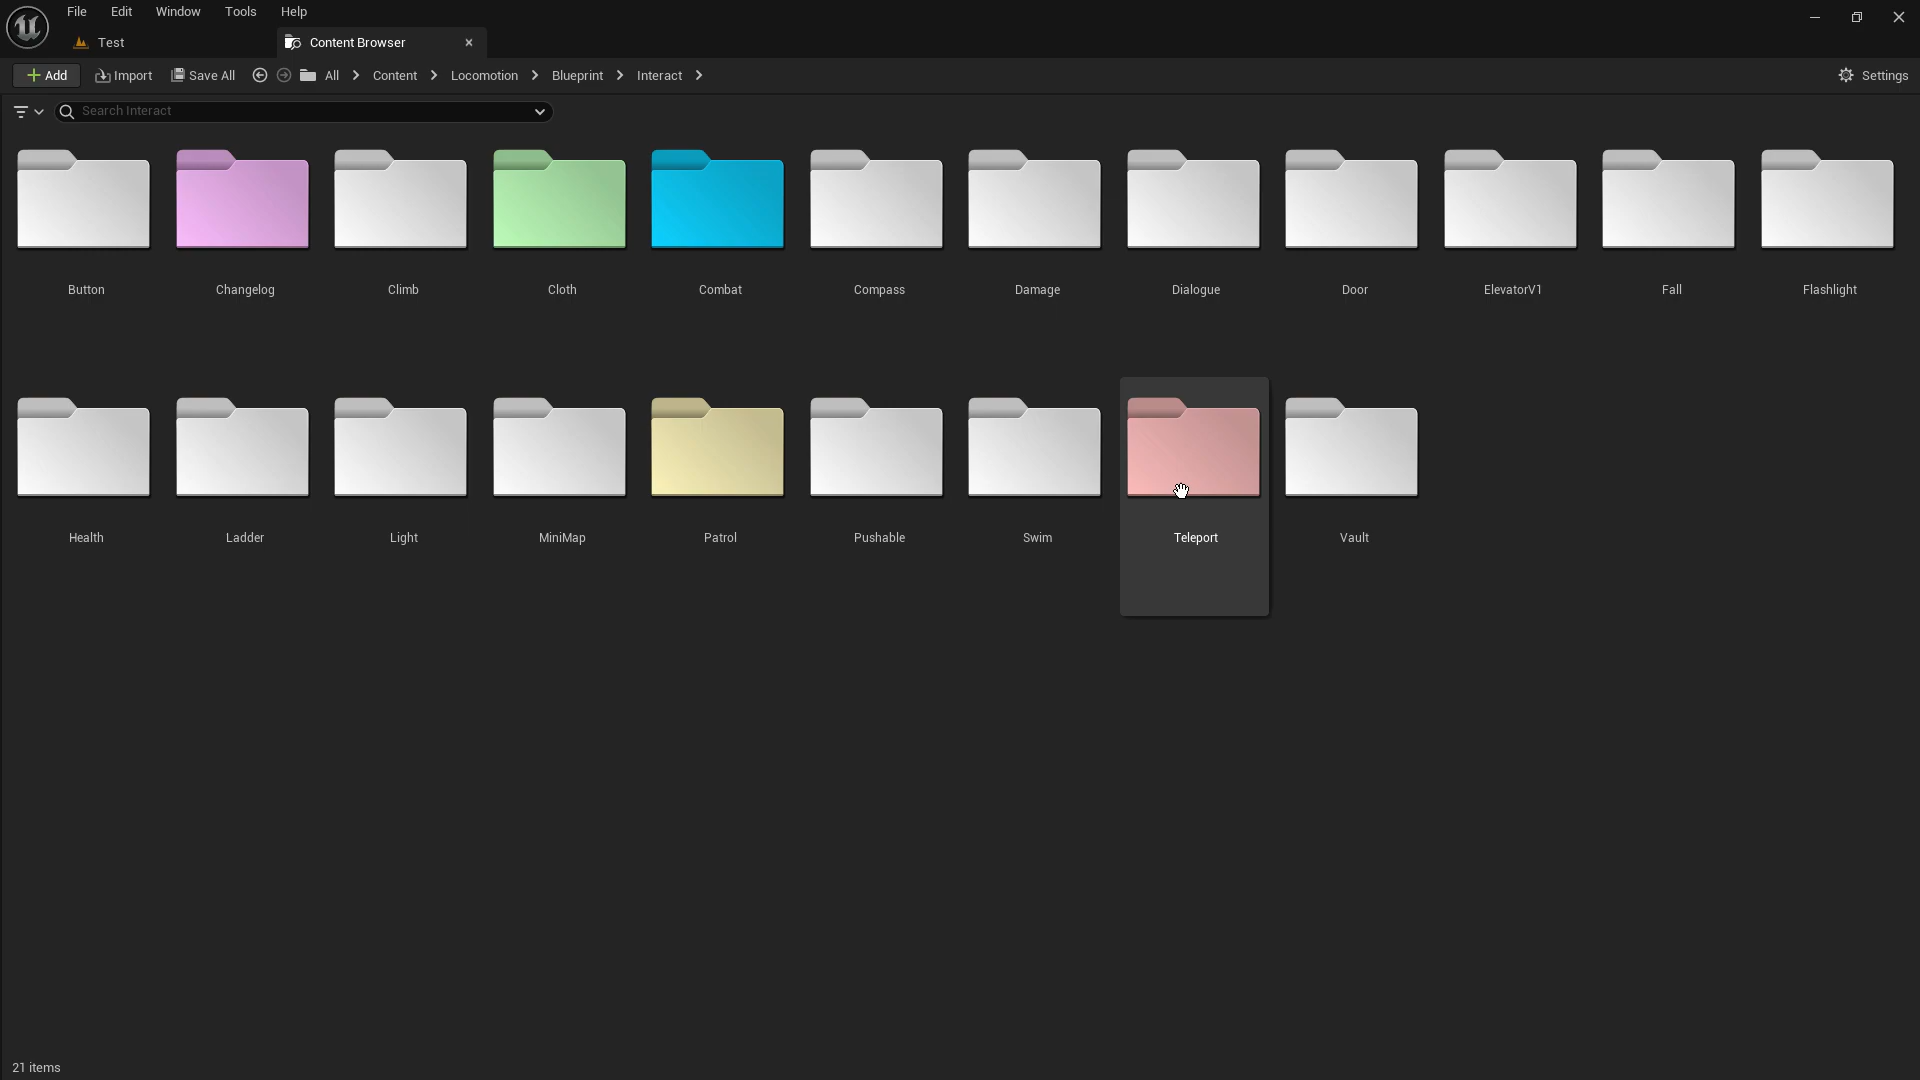 File Edit Window Tools Help
Test Content Browser
Add Import Save All All Content Locomotion Blueprint Interact Settings
Search Interact
Button Changelog Climb Cloth Combat Compass Damage Dialogue Door ElevatorV1 Fall Flashlight
Health Ladder Light MiniMap Patrol Pushable Swim Teleport Vault
21 items